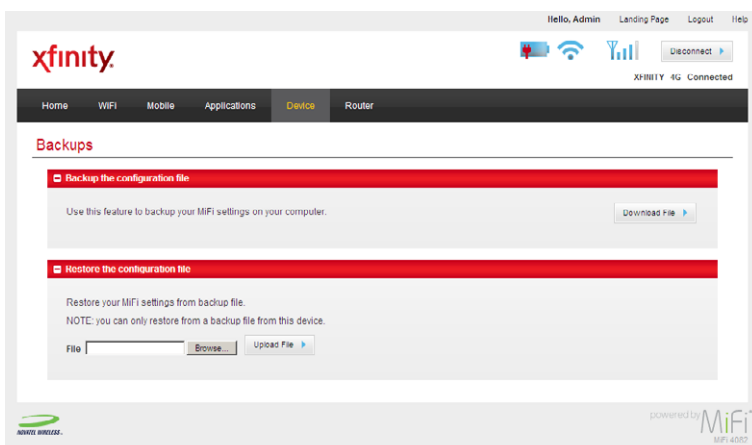 Hello, Admin Landing Page Logout Help
xfinity.
Disconnect
XFINITY 4G Connected
Home WiFi Mobile Applications Device Router
Backups
Backup the configuration file
Use this feature to backup your MiFi settings on your computer.
Download File
Restore the configuration file
Restore your MiFi settings from backup file.
NOTE: you can only restore from a backup file from this device.
File Browse... Upload File
NOVATEL WIRELESS.
powered by MiFi
MiFi 4082